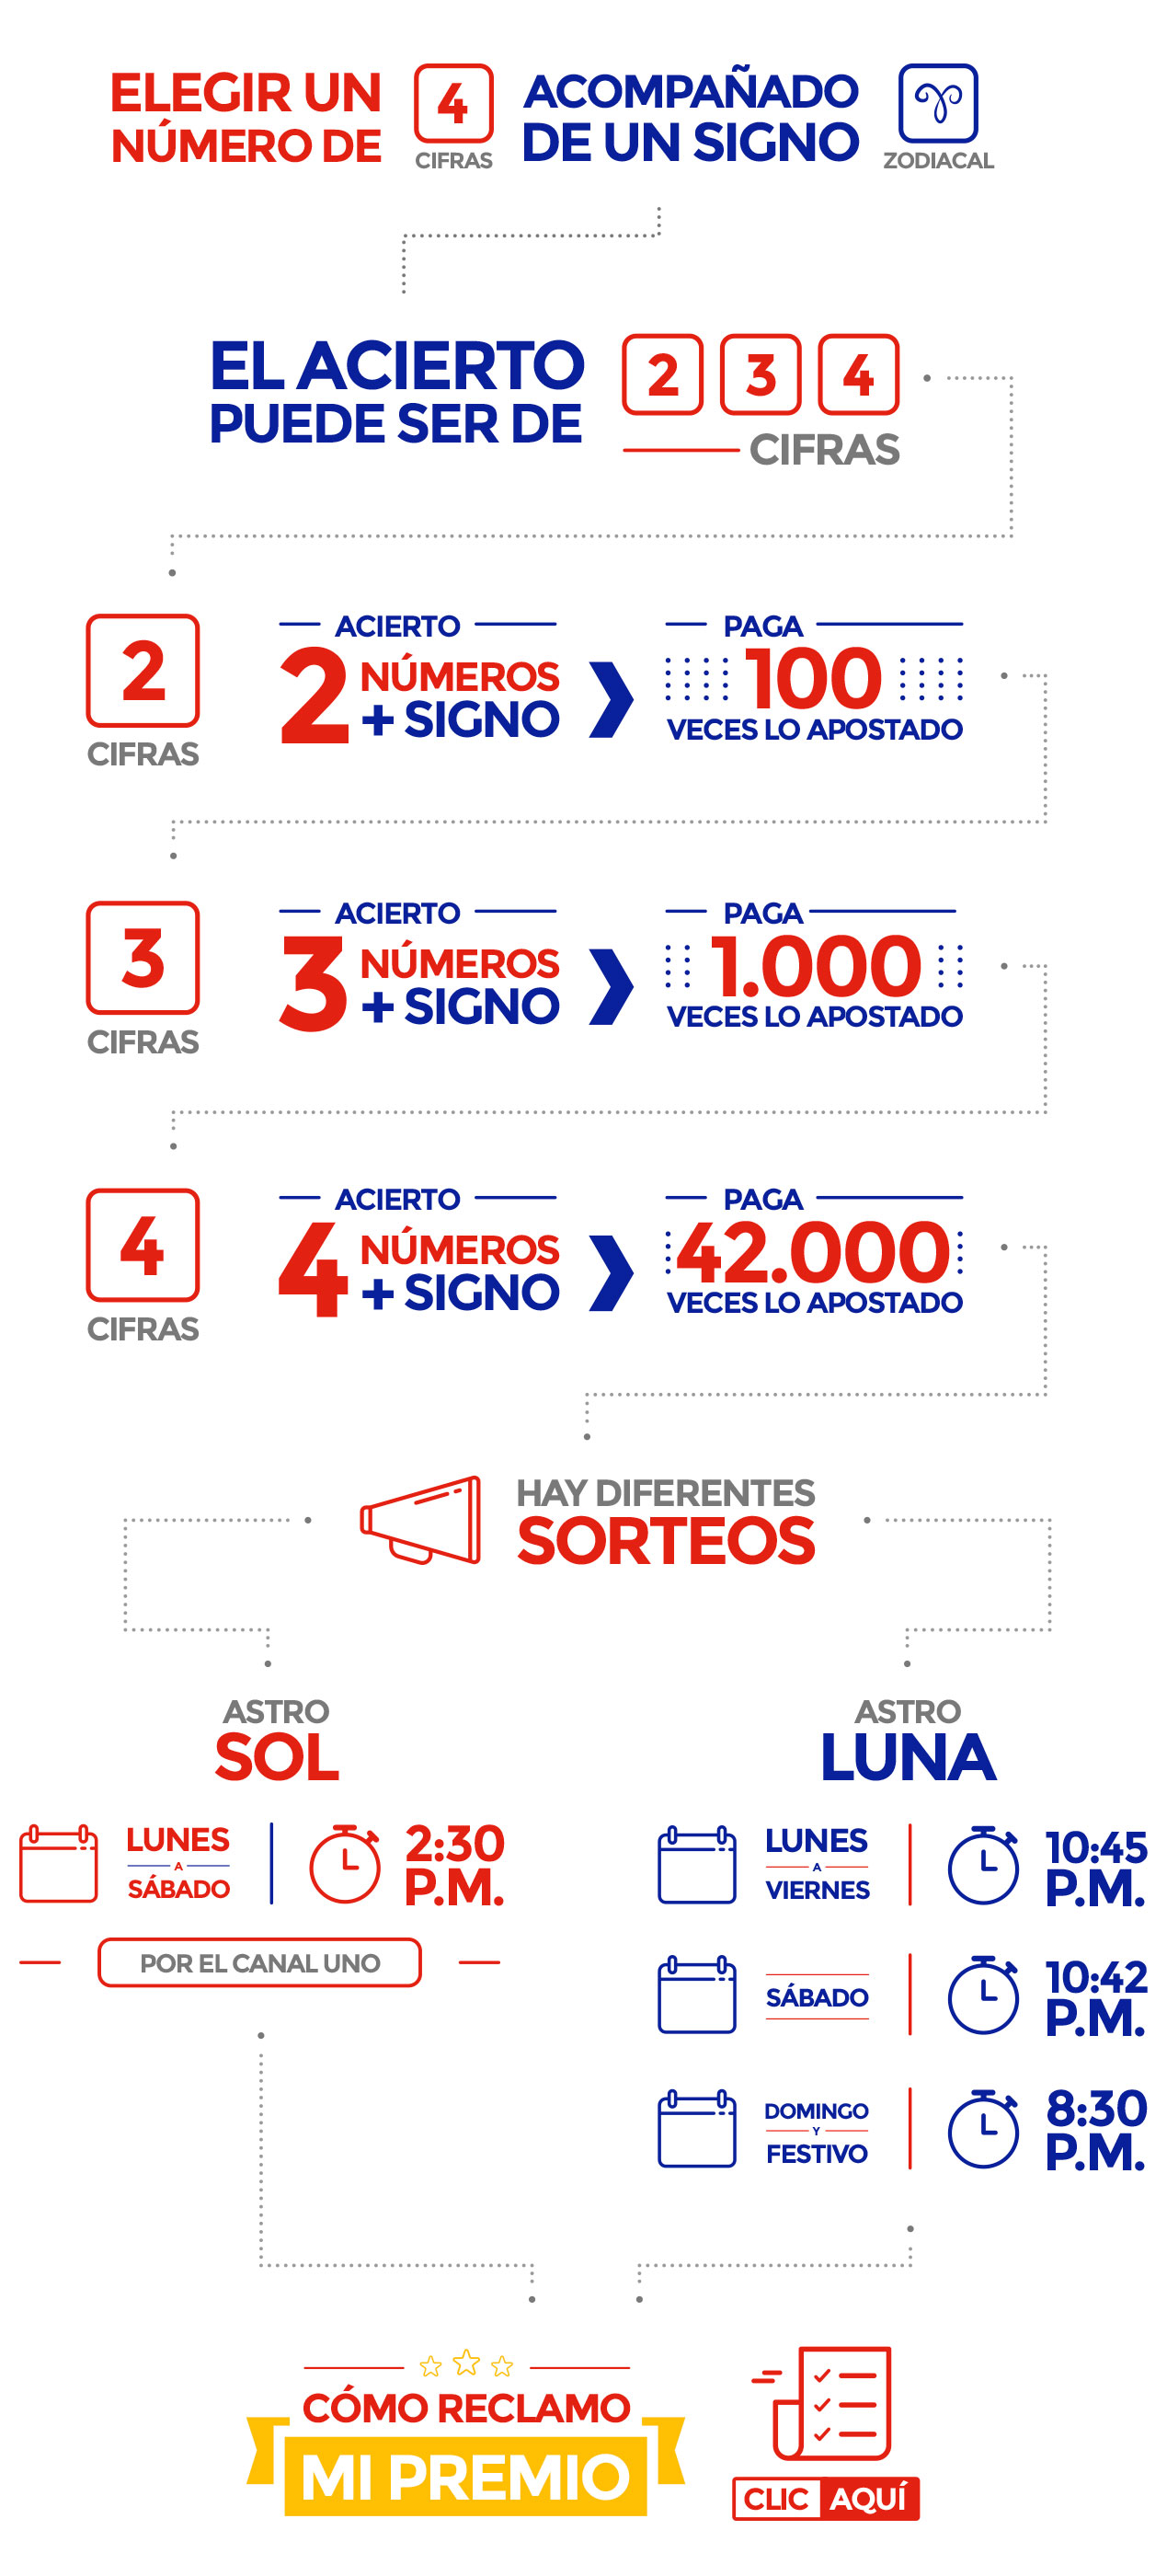 ELEGIR UN
NÚMERO DE
4
CIFRAS
ACOMPAÑADO
DE UN SIGNO
ZODIACAL
EL ACIERTO
PUEDE SER DE
2 3 4
CIFRAS
2
CIFRAS
ACIERTO
2 NÚMEROS
+ SIGNO
PAGA
100
VECES LO APOSTADO
3
CIFRAS
ACIERTO
3 NÚMEROS
+ SIGNO
PAGA
1.000
VECES LO APOSTADO
4
CIFRAS
ACIERTO
4 NÚMEROS
+ SIGNO
PAGA
42.000
VECES LO APOSTADO
HAY DIFERENTES
SORTEOS
ASTRO
SOL
LUNES
A
SÁBADO
2:30
P.M.
POR EL CANAL UNO
ASTRO
LUNA
LUNES
A
VIERNES
10:45
P.M.
SÁBADO
10:42
P.M.
DOMINGO
Y
FESTIVO
8:30
P.M.
CÓMO RECLAMO
MI PREMIO
CLIC AQUÍ